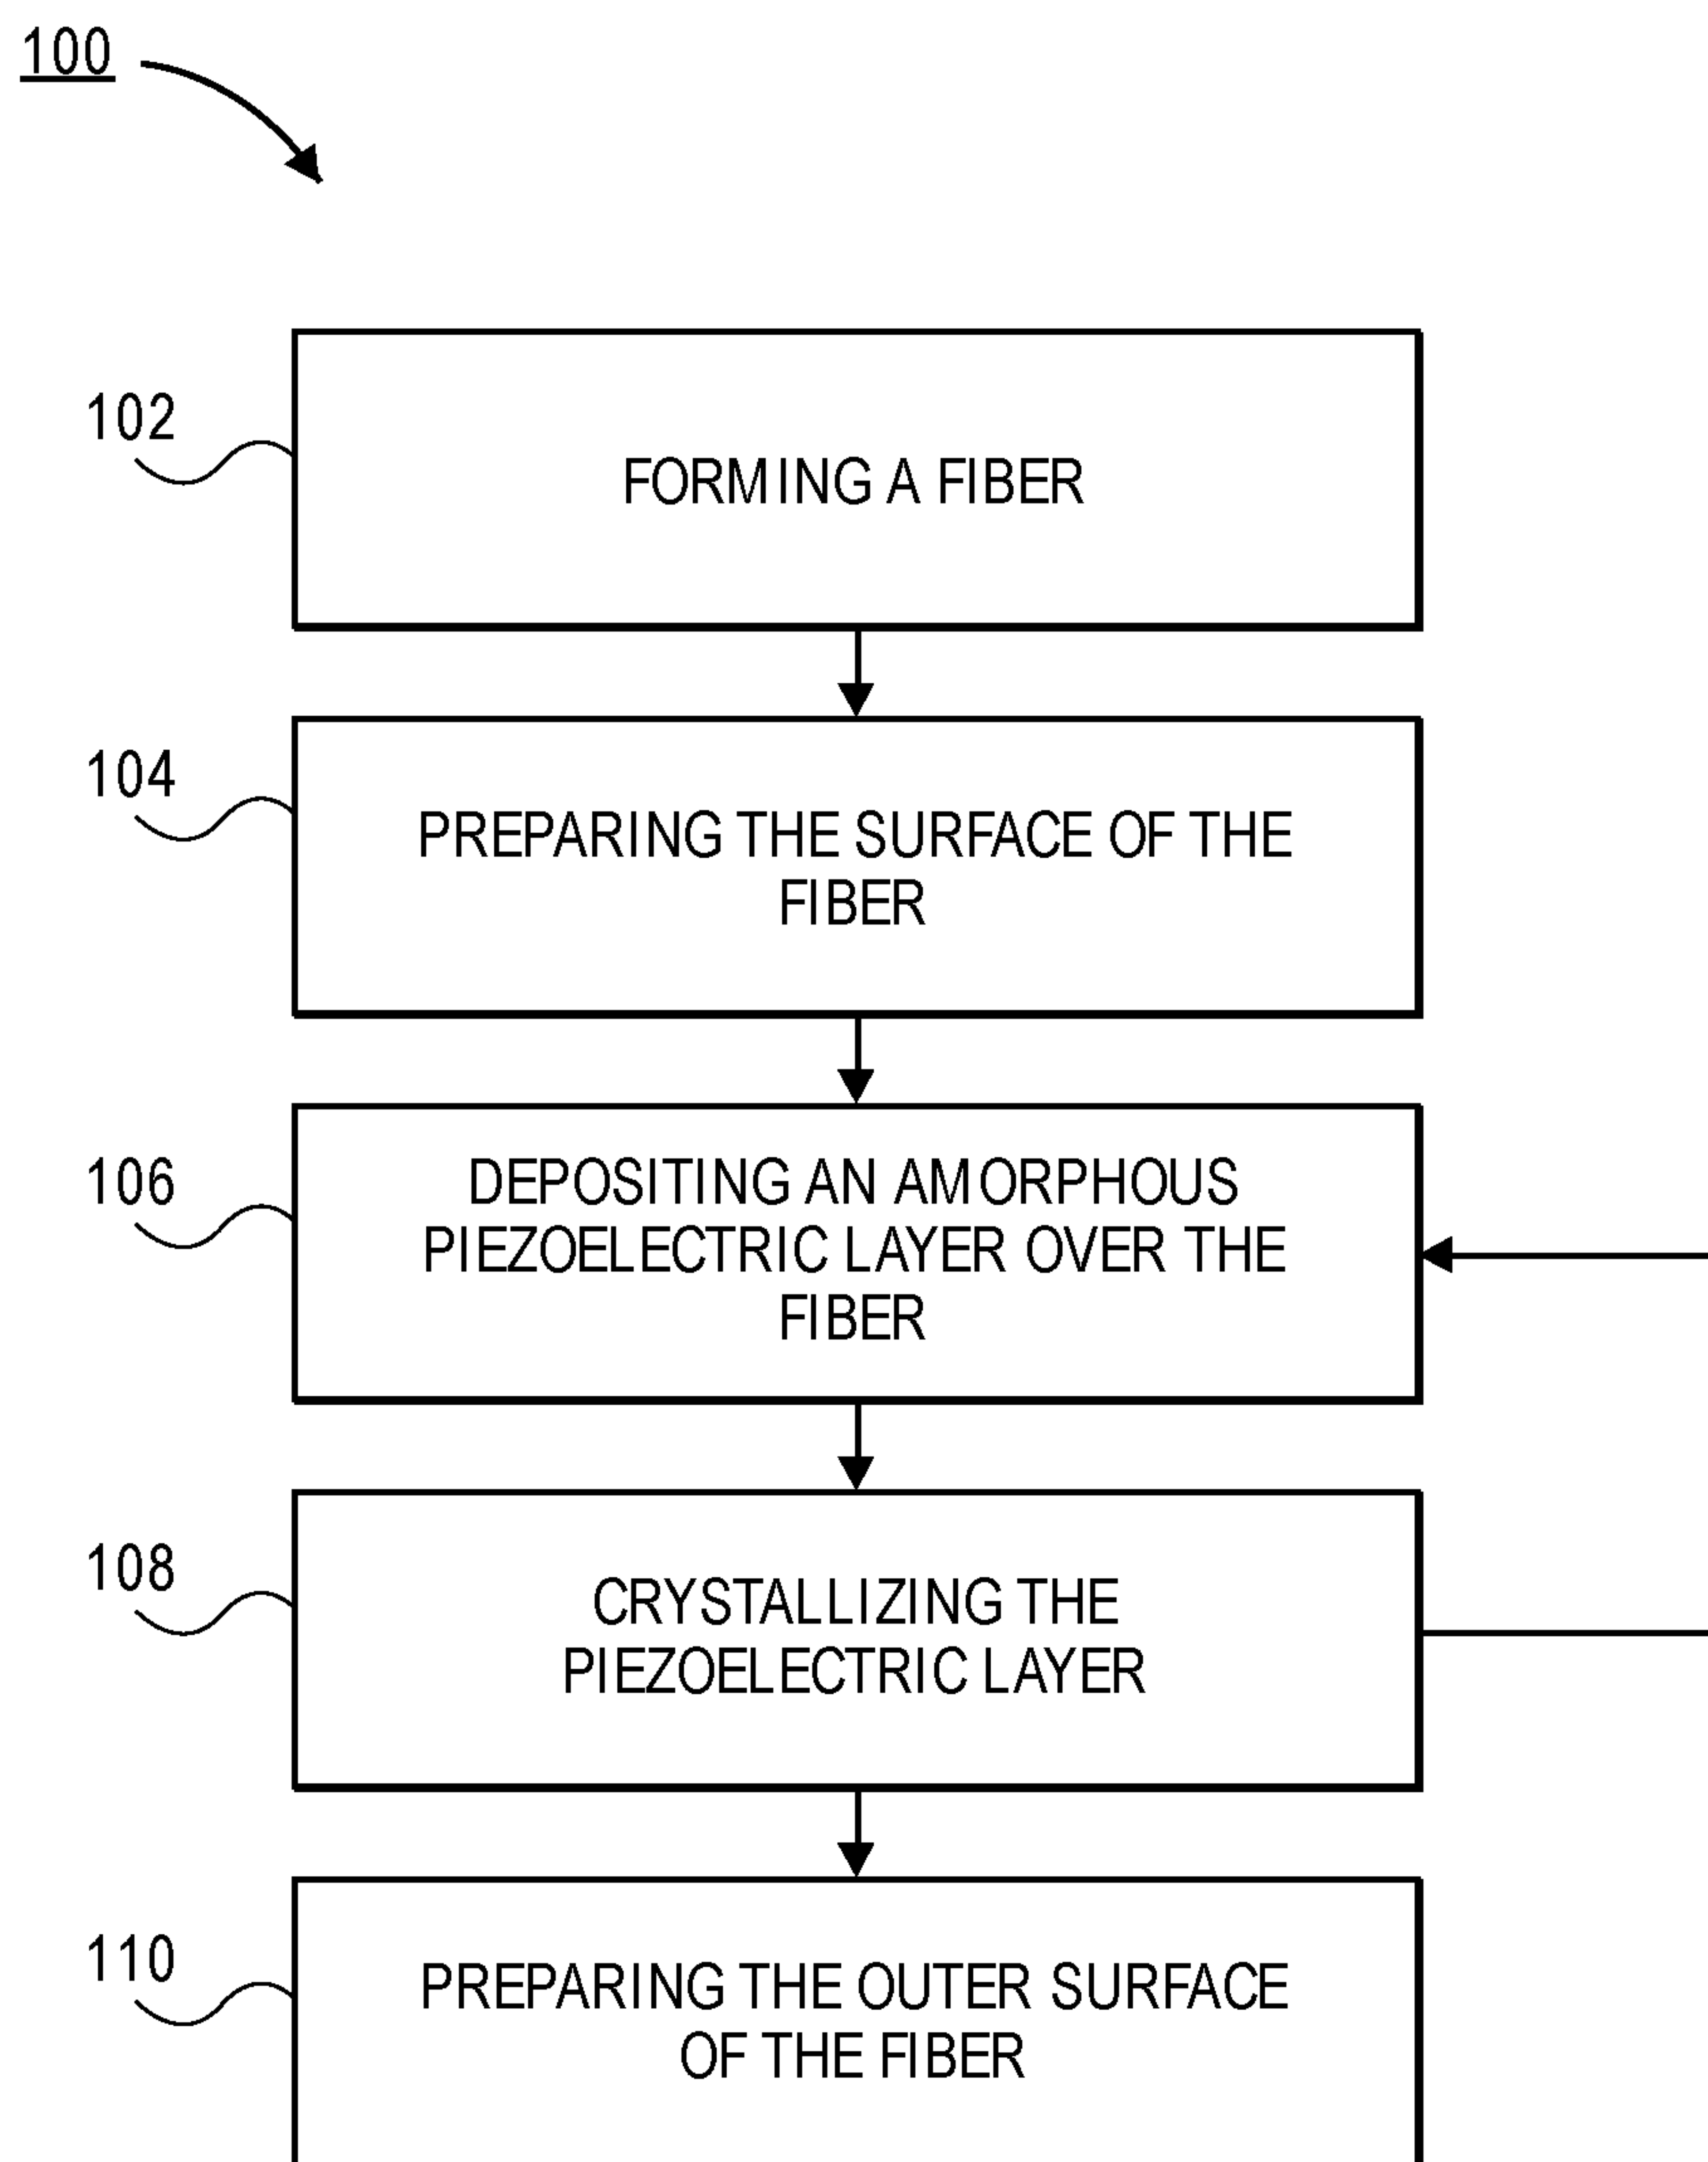 100
102
FORMING A FIBER
104
PREPARING THE SURFACE OF THE
FIBER
106
DEPOSITING AN AMORPHOUS
PIEZOELECTRIC LAYER OVER THE
FIBER
108
CRYSTALLIZING THE
PIEZOELECTRIC LAYER
110
PREPARING THE OUTER SURFACE
OF THE FIBER